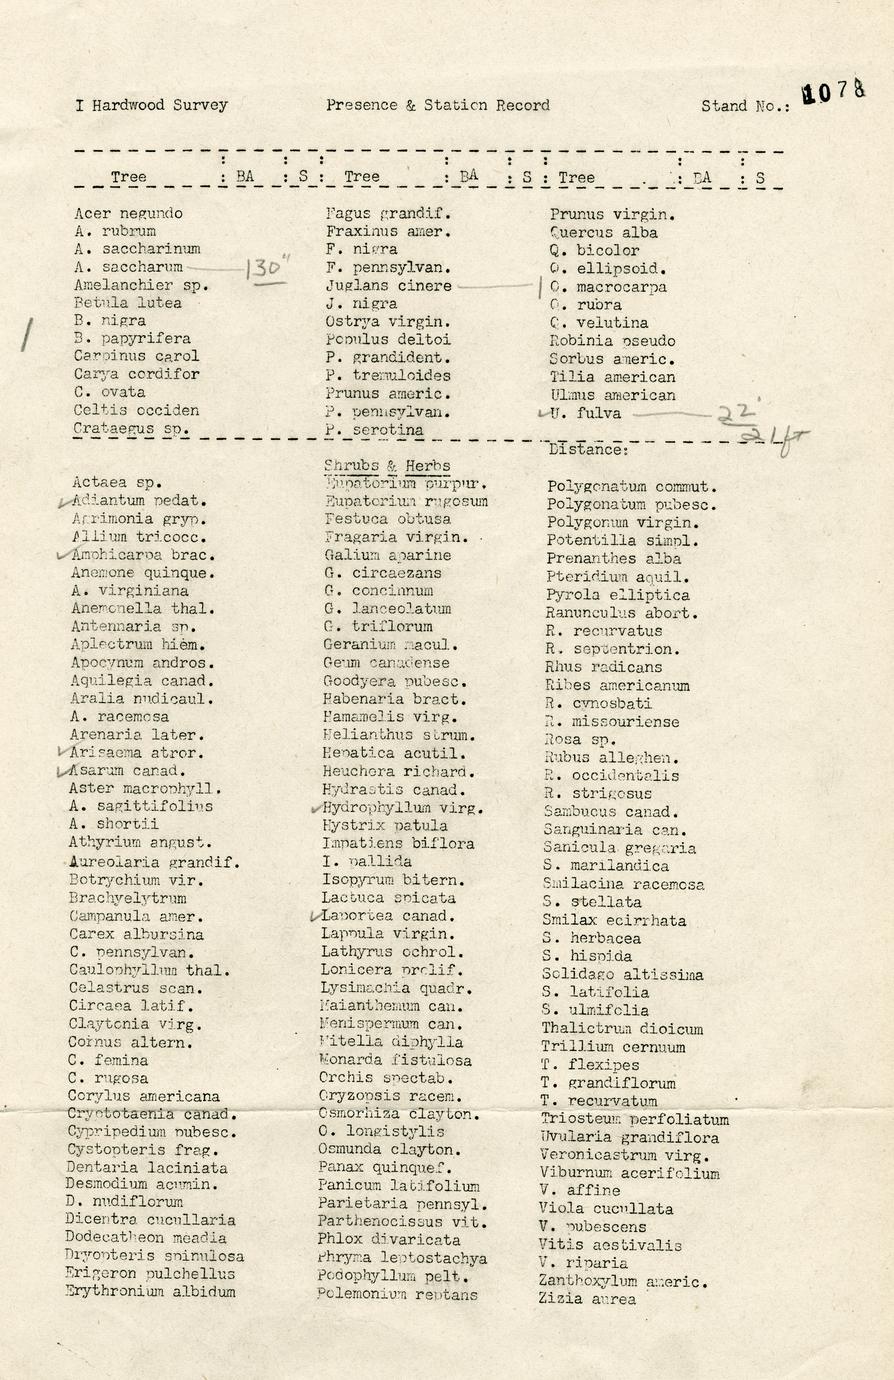 I Hardwood Survey Presence & Station Record Stand No.: 1078
Tree : BA : S : Tree : BA : S : Tree : BA : S
Acer negundo
A. rubrum
A. saccharinum
A. saccharum 130"
Amelanchier sp.
Betula lutea
B. nigra
B. papyrifera
Carpinus carol
Carya cordifor
C. ovata
Celtis occiden
Crataegus sp.
Fagus grandif.
Fraxinus amer.
F. nigra
F. pennsylvan.
Juglans cinere 1
J. nigra
Ostrya virgin.
Populus deltoi
P. grandident.
P. tremuloides
Prunus americ.
P. pennsylvan.
P. serotina
Prunus virgin.
Quercus alba
Q. bicolor
Q. ellipsoid.
Q. macrocarpa
Q. rubra
Q. velutina
Robinia pseudo
Sorbus americ.
Tilia american
Ulmus american
✓U. fulva 22'
21 ft
Distance:
Shrubs & Herbs
Actaea sp.
✓Adiantum pedat.
Agrimonia gryp.
Allium tricocc.
✓Amphicarpa brac.
Anemone quinque.
A. virginiana
Anemonella thal.
Antennaria sp.
Aplectrum hiem.
Apocynum andros.
Aquilegia canad.
Aralia nudicaul.
A. racemosa
Arenaria later.
✓Arisaema atror.
✓Asarum canad.
Aster macrophyll.
A. sagittifolius
A. shortii
Athyrium angust.
Aureolaria grandif.
Botrychium vir.
Brachyelytrum
Campanula amer.
Carex albursina
C. pennsylvan.
Caulophyllum thal.
Celastrus scan.
Circaea latif.
Claytonia virg.
Cornus altern.
C. femina
C. rugosa
Corylus americana
Cryptotaenia canad.
Cypripedium pubesc.
Cystopteris frag.
Dentaria laciniata
Desmodium acumin.
D. nudiflorum
Dicentra cucullaria
Dodecatheon meadia
Dryopteris spinulosa
Erigeron pulchellus
Erythronium albidum
Eupatorium purpur.
Eupatorium rugosum
Festuca obtusa
Fragaria virgin.
Galium aparine
G. circaezans
G. concinnum
G. lanceolatum
G. triflorum
Geranium macul.
Geum canadense
Goodyera pubesc.
Habenaria bract.
Hamamelis virg.
Helianthus strum.
Hepatica acutil.
Heuchera richard.
Hydrastis canad.
✓Hydrophyllum virg.
Hystrix patula
Impatiens biflora
I. pallida
Isopyrum bitern.
Lactuca spicata
✓Laportea canad.
Lappula virgin.
Lathyrus ochrol.
Lonicera prolif.
Lysimachia quadr.
Maianthemum can.
Menispermum can.
Mitella diphylla
Monarda fistulosa
Orchis spectab.
Oryzopsis racem.
Osmorhiza clayton.
O. longistylis
Osmunda clayton.
Panax quinquef.
Panicum latifolium
Parietaria pennsyl.
Parthenocissus vit.
Phlox divaricata
Phryma leptostachya
Podophyllum pelt.
Polemonium reptans
Polygonatum commut.
Polygonatum pubesc.
Polygonum virgin.
Potentilla simpl.
Prenanthes alba
Pteridium aquil.
Pyrola elliptica
Ranunculus abort.
R. recurvatus
R. septentrion.
Rhus radicans
Ribes americanum
R. cynosbati
R. missouriense
Rosa sp.
Rubus alleghen.
R. occidentalis
R. strigosus
Sambucus canad.
Sanguinaria can.
Sanicula gregaria
S. marilandica
Smilacina racemosa
S. stellata
Smilax ecirrhata
S. herbacea
S. hispida
Solidago altissima
S. latifolia
S. ulmifolia
Thalictrum dioicum
Trillium cernuum
T. flexipes
T. grandiflorum
T. recurvatum
Triosteum perfoliatum
Uvularia grandiflora
Veronicastrum virg.
Viburnum acerifolium
V. affine
Viola cucullata
V. pubescens
Vitis aestivalis
V. riparia
Zanthoxylum americ.
Zizia aurea